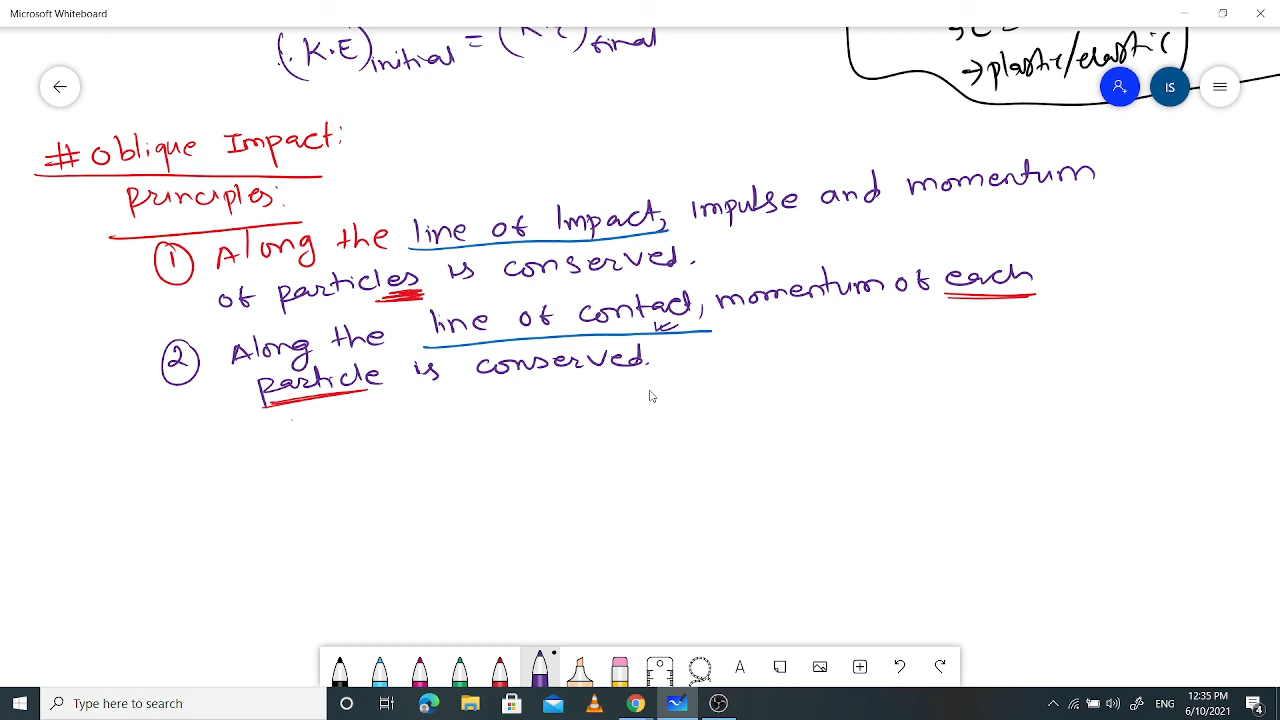 Microsoft Whiteboard
(K.E)initial = (K.E)final
→ plastic/elastic
IS
# Oblique Impact:
Principles:
① Along the line of Impact, impulse and momentum
of particles is conserved.
② Along the line of contact, momentum of each
particle is conserved.
A
Type here to search
ENG
12:35 PM
6/10/2021
4